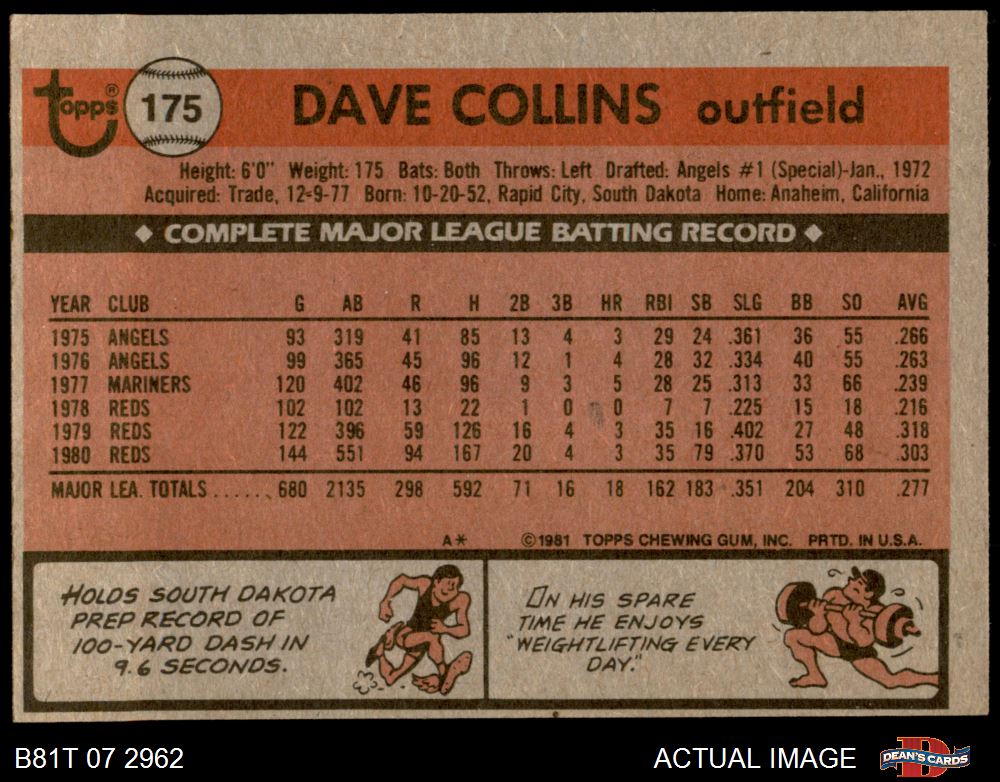 topps® 175 DAVE COLLINS outfield
Height: 6'0" Weight: 175 Bats: Both Throws: Left Drafted: Angels #1 (Special)-Jan., 1972
Acquired: Trade, 12-9-77 Born: 10-20-52, Rapid City, South Dakota Home: Anaheim, California
◆ COMPLETE MAJOR LEAGUE BATTING RECORD ◆
YEAR CLUB G AB R H 2B 3B HR RBI SB SLG BB SO AVG
1975 ANGELS 93 319 41 85 13 4 3 29 24 .361 36 55 .266
1976 ANGELS 99 365 45 96 12 1 4 28 32 .334 40 55 .263
1977 MARINERS 120 402 46 96 9 3 5 28 25 .313 33 66 .239
1978 REDS 102 102 13 22 1 0 0 7 7 .225 15 18 .216
1979 REDS 122 396 59 126 16 4 3 35 16 .402 27 48 .318
1980 REDS 144 551 94 167 20 4 3 35 79 .370 53 68 .303
MAJOR LEA. TOTALS ...... 680 2135 298 592 71 16 18 162 183 .351 204 310 .277
A* ©1981 TOPPS CHEWING GUM, INC. PRTD. IN U.S.A.
HOLDS SOUTH DAKOTA
PREP RECORD OF
100-YARD DASH IN
9.6 SECONDS.
IN HIS SPARE
TIME HE ENJOYS
"WEIGHTLIFTING EVERY
DAY."
B81T 07 2962 ACTUAL IMAGE D DEAN'S CARDS